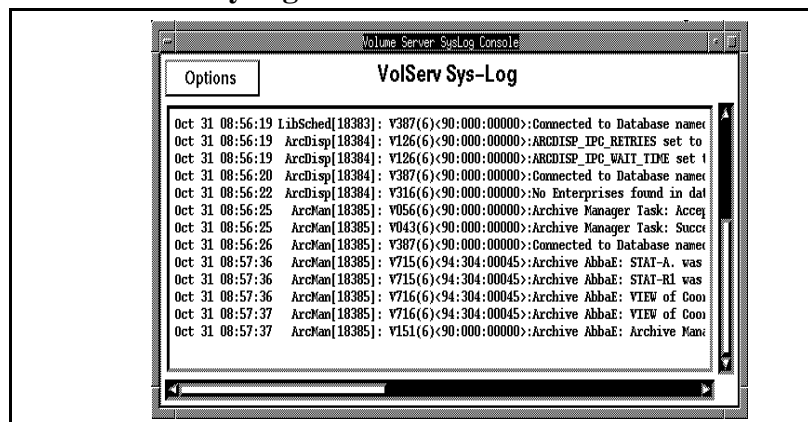 Volume Server SysLog Console
Options
VolServ Sys-Log
Oct 31 08:56:19 LibSched[18383]: V387(6)<90:000:00000>:Connected to Database named
Oct 31 08:56:19 ArcDisp[18384]: V126(6)<90:000:00000>:ARCDISP_IPC_RETRIES set to
Oct 31 08:56:19 ArcDisp[18384]: V126(6)<90:000:00000>:ARCDISP_IPC_WAIT_TIME set
Oct 31 08:56:20 ArcDisp[18384]: V387(6)<90:000:00000>:Connected to Database named
Oct 31 08:56:22 ArcDisp[18384]: V316(6)<90:000:00000>:No Enterprises found in dat
Oct 31 08:56:25 ArcMan[18385]: V056(6)<90:000:00000>:Archive Manager Task: Accep
Oct 31 08:56:25 ArcMan[18385]: V043(6)<90:000:00000>:Archive Manager Task: Succe
Oct 31 08:56:26 ArcMan[18385]: V387(6)<90:000:00000>:Connected to Database named
Oct 31 08:57:36 ArcMan[18385]: V715(6)<94:304:00045>:Archive AbbaE: STAT-A. was
Oct 31 08:57:36 ArcMan[18385]: V715(6)<94:304:00045>:Archive AbbaE: STAT-R1 was
Oct 31 08:57:36 ArcMan[18385]: V716(6)<94:304:00045>:Archive AbbaE: VIEW of Coor
Oct 31 08:57:37 ArcMan[18385]: V716(6)<94:304:00045>:Archive AbbaE: VIEW of Coor
Oct 31 08:57:37 ArcMan[18385]: V151(6)<90:000:00000>:Archive AbbaE: Archive Mana